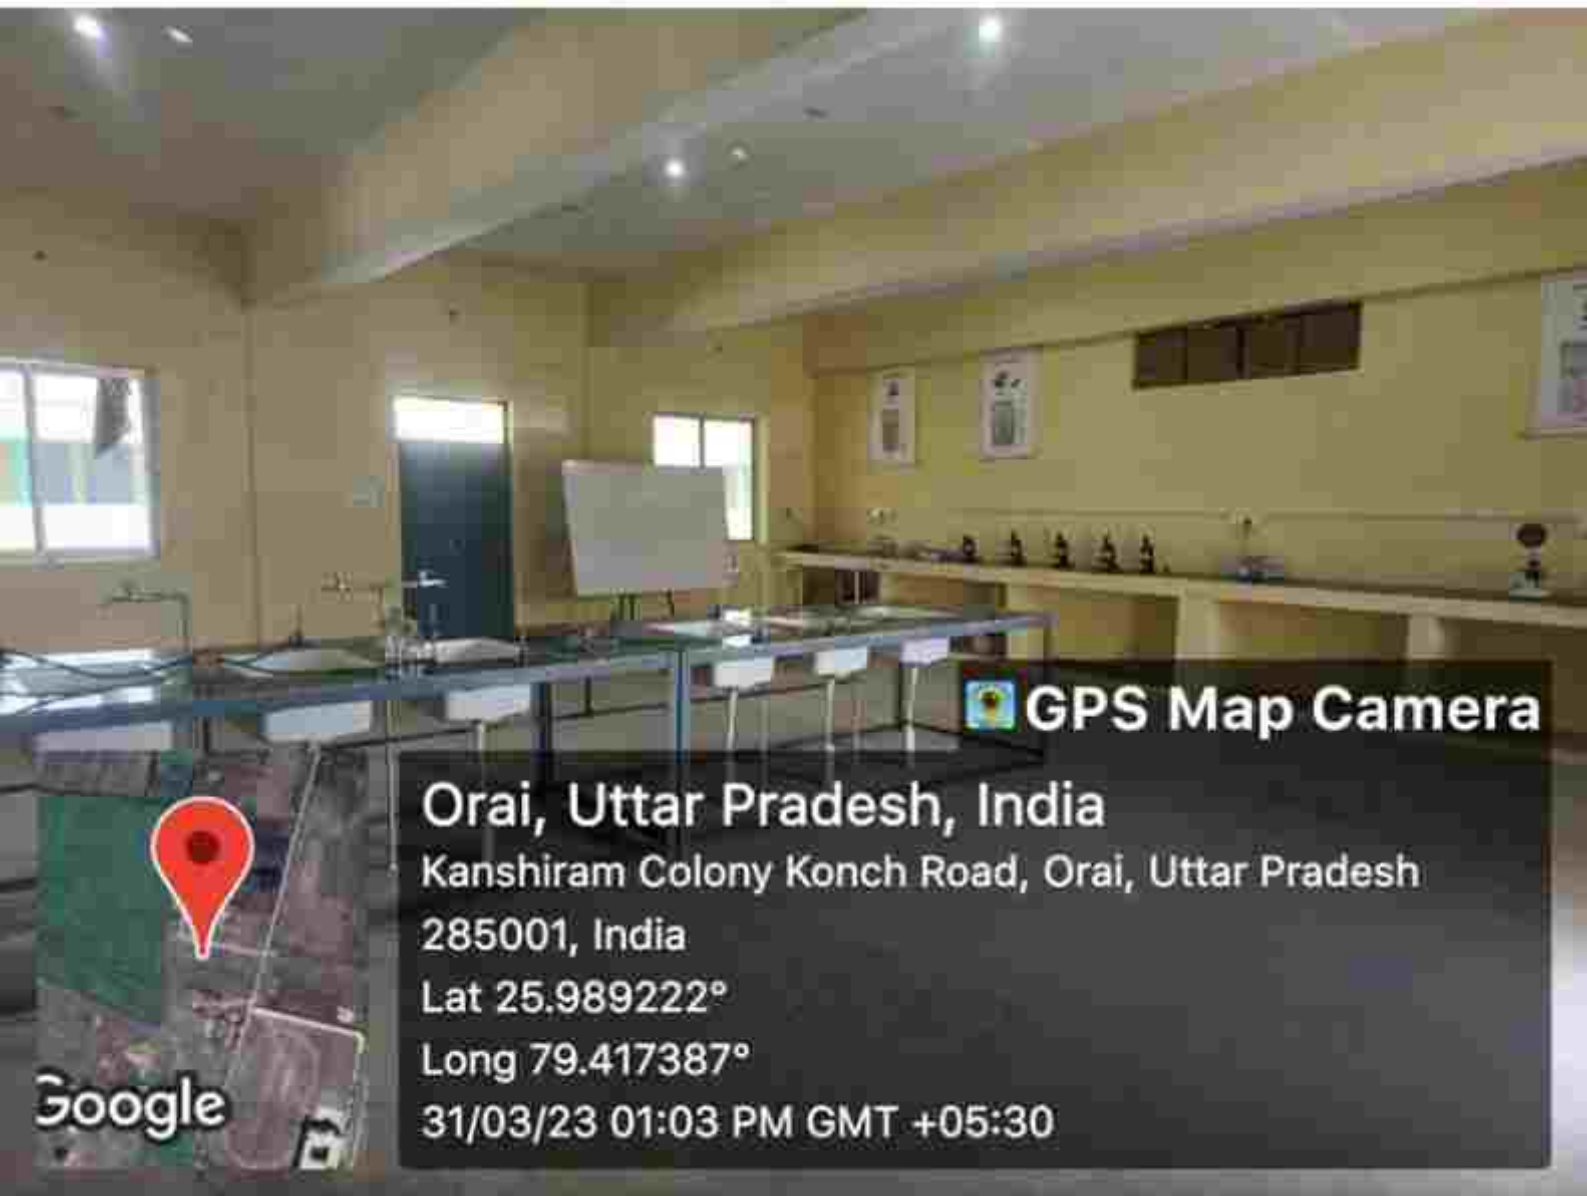 GPS Map Camera
Orai, Uttar Pradesh, India
Kanshiram Colony Konch Road, Orai, Uttar Pradesh
285001, India
Lat 25.989222°
Long 79.417387°
31/03/23 01:03 PM GMT +05:30
Google